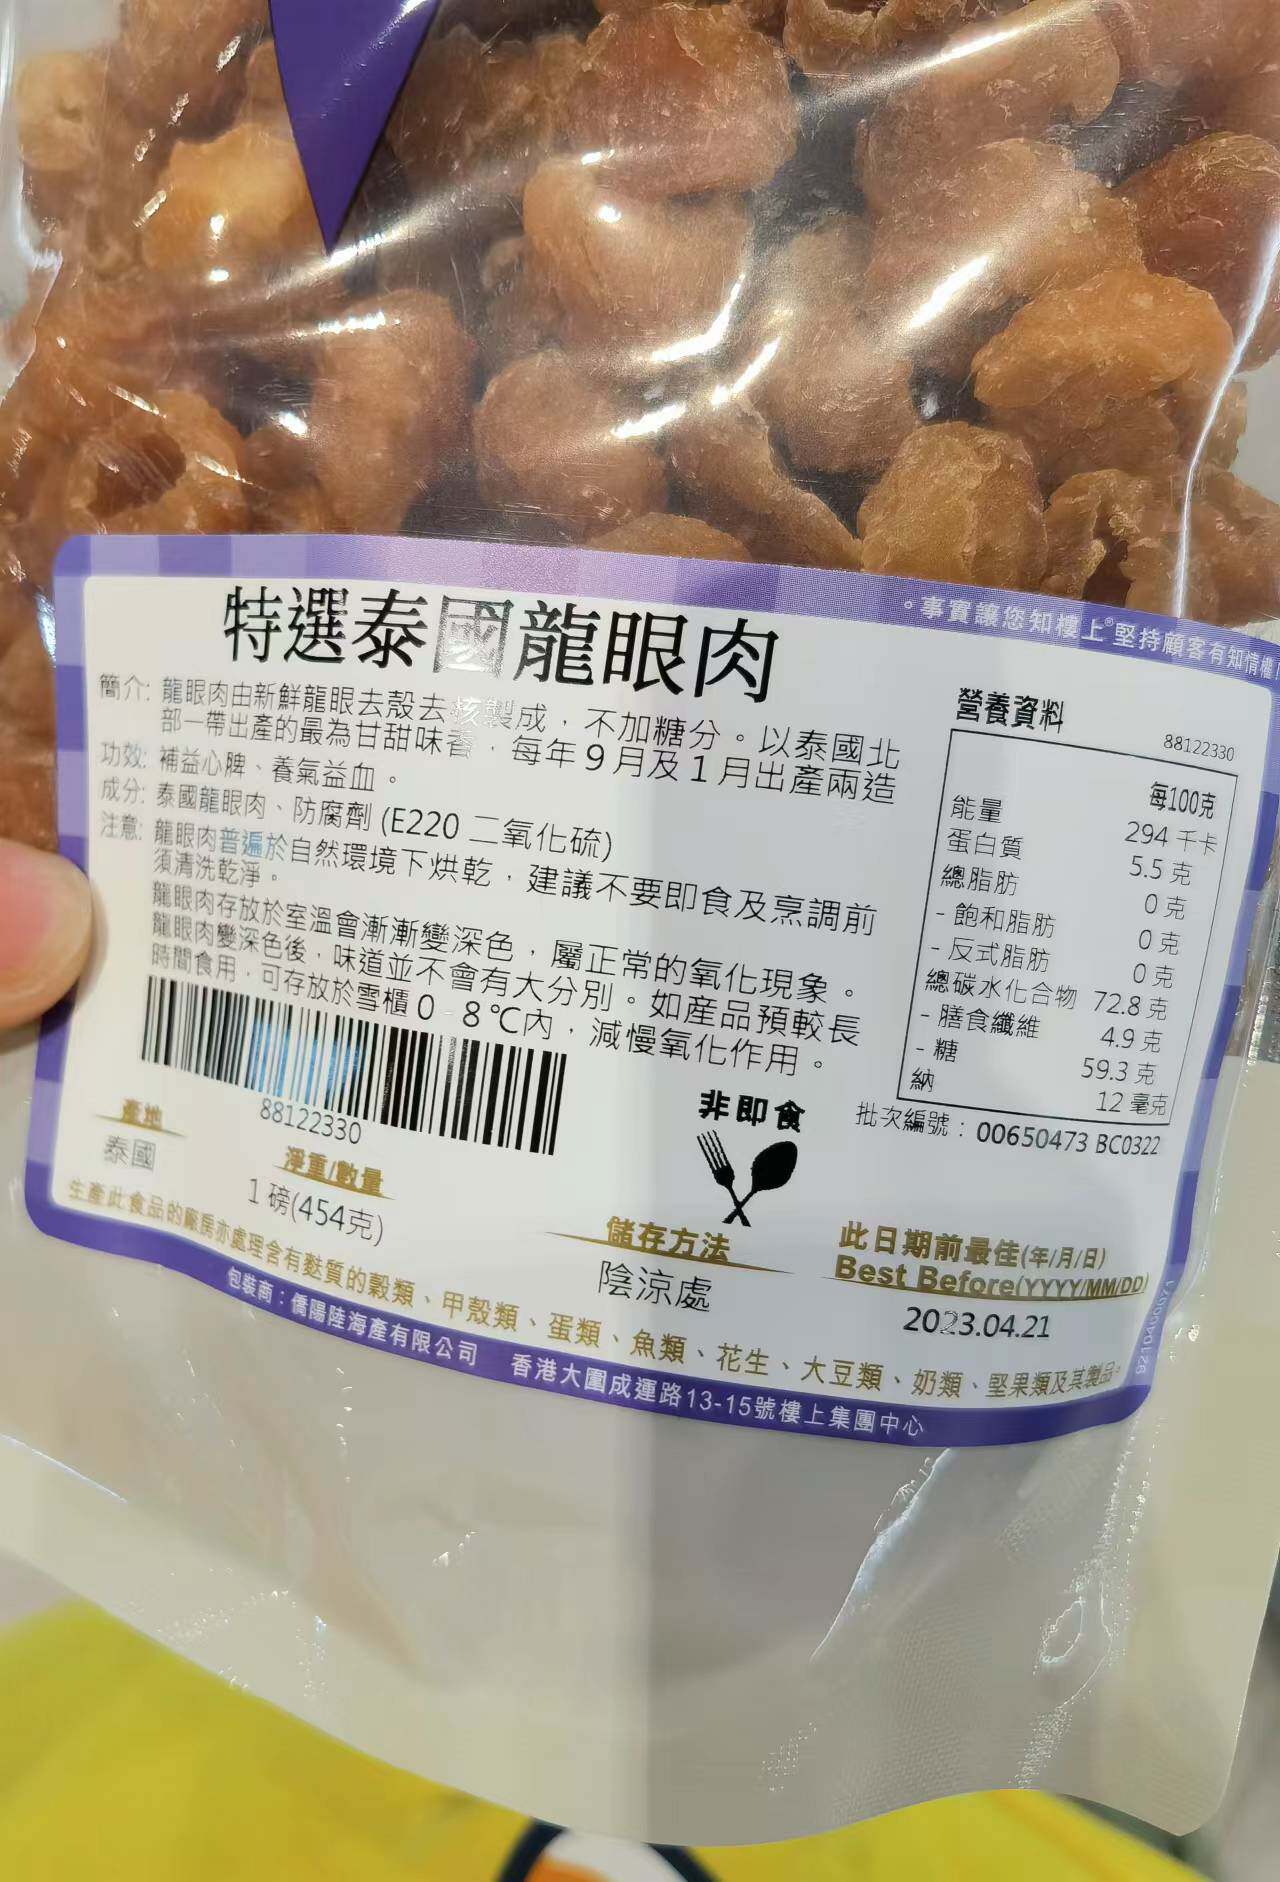 。事實讓您知樓上®堅持顧客有知情權!
特選泰國龍眼肉
簡介: 龍眼肉由新鮮龍眼去殼去核製成，不加糖分。以泰國北
部一帶出產的最為甘甜味香，每年9月及1月出產兩造
功效: 補益心脾、養氣益血。
成分: 泰國龍眼肉、防腐劑 (E220 二氧化硫)
注意: 龍眼肉普遍於自然環境下烘乾，建議不要即食及烹調前
須清洗乾淨。
龍眼肉存放於室溫會漸漸變深色，屬正常的氧化現象。
龍眼肉變深色後，味道並不會有大分別。如產品預較長
時間食用，可存放於雪櫃0-8℃內，減慢氧化作用。
88122330
營養資料
88122330
每100克
能量 294 千卡
蛋白質 5.5 克
總脂肪 0 克
- 飽和脂肪 0 克
- 反式脂肪 0 克
總碳水化合物 72.8 克
- 膳食纖維 4.9 克
- 糖 59.3 克
鈉 12 毫克
批次編號：00650473 BC0322
非即食
產地
泰國
淨重/數量
1 磅(454克)
儲存方法
陰涼處
此日期前最佳(年/月/日)
Best Before(YYYY/MM/DD)
2023.04.21
9210400071
生產此食品的廠房亦處理含有麩質的穀類、甲殼類、蛋類、魚類、花生、大豆類、奶類、堅果類及其製品。
包裝商：僑陽陸海產有限公司 香港大圍成運路13-15號樓上集團中心